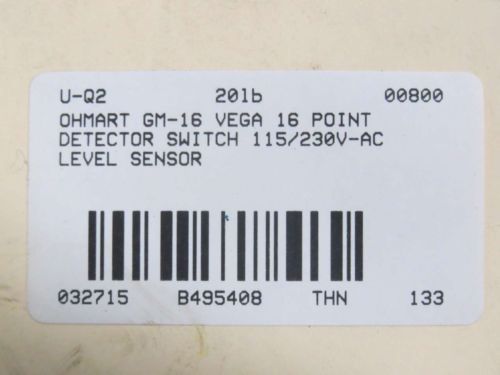 U-Q2 20lb 00800
OHMART GM-16 VEGA 16 POINT
DETECTOR SWITCH 115/230V-AC
LEVEL SENSOR
032715 B495408 THN 133